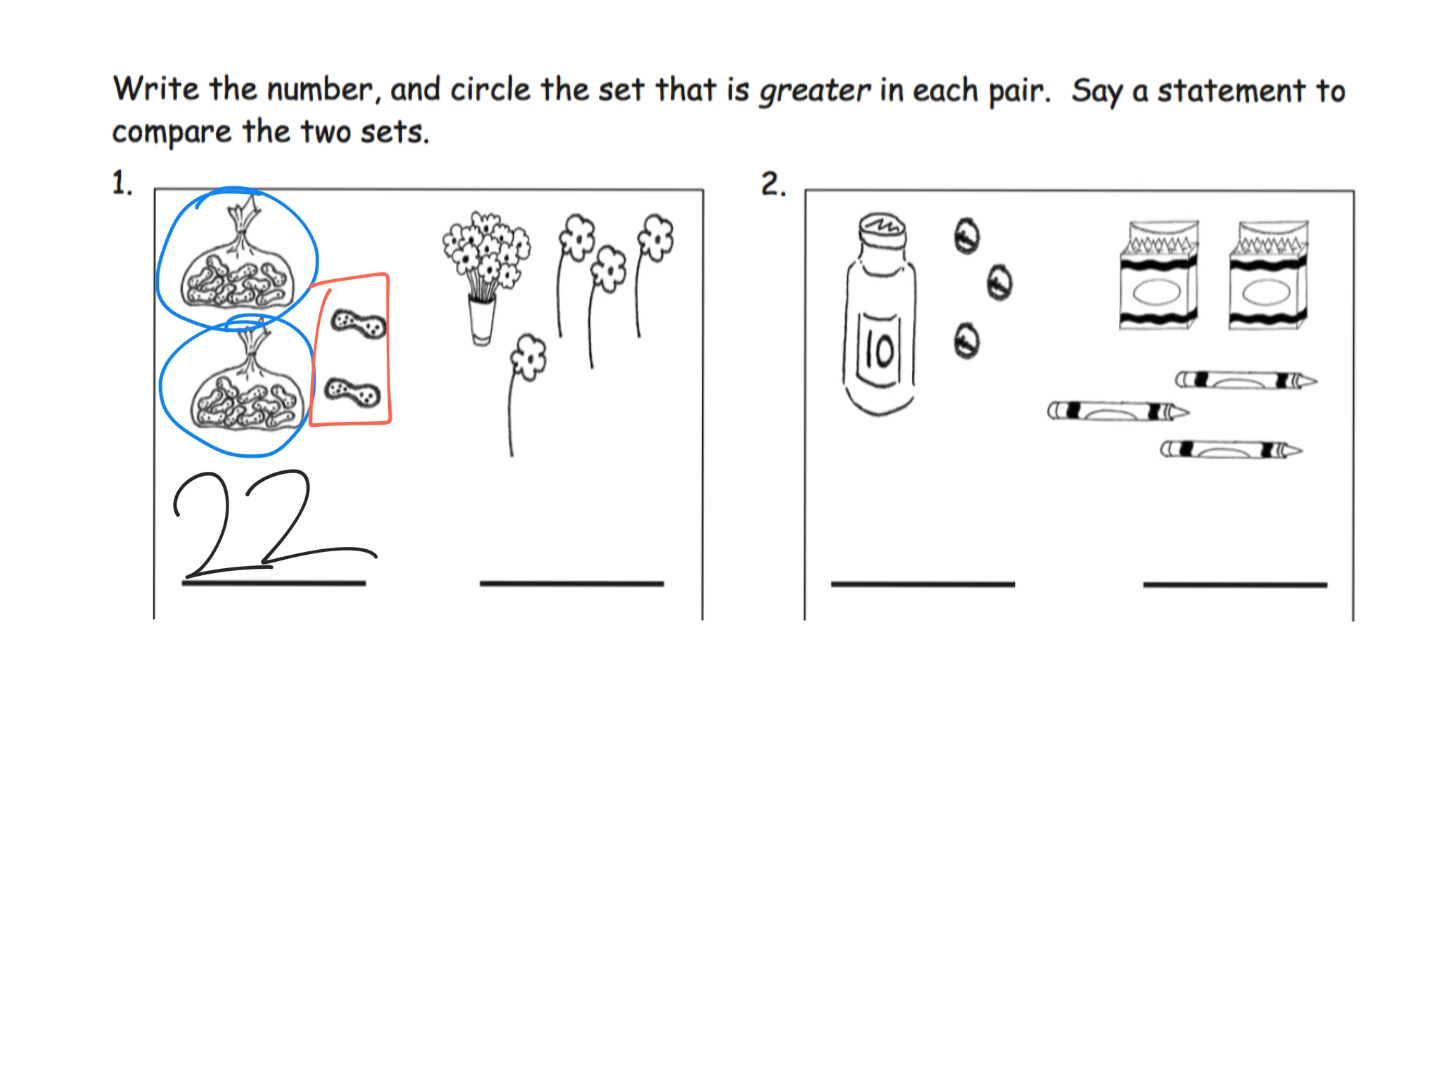 Write the number, and circle the set that is greater in each pair. Say a statement to
compare the two sets.
1.
2.
10
22